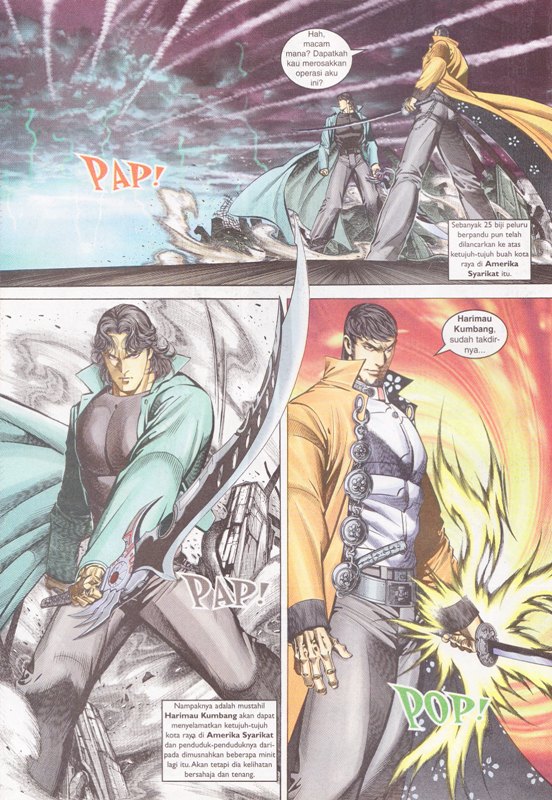 Hah,
macam
mana? Dapatkah
kau merosakkan
operasi aku
ini?
PAP!
Sebanyak 25 biji peluru
berpandu pun telah
dilancarkan ke atas
ketujuh-tujuh buah kota
raya di Amerika
Syarikat itu.
PAP!
Nampaknya adalah mustahil
Harimau Kumbang akan dapat
menyelamatkan ketujuh-tujuh
kota raya di Amerika Syarikat
dan penduduk-penduduknya dari-
pada dimusnahkan beberapa minit
lagi itu. Akan tetapi dia kelihatan
bersahaja dan tenang.
Harimau
Kumbang,
sudah takdir-
nya...
POP!